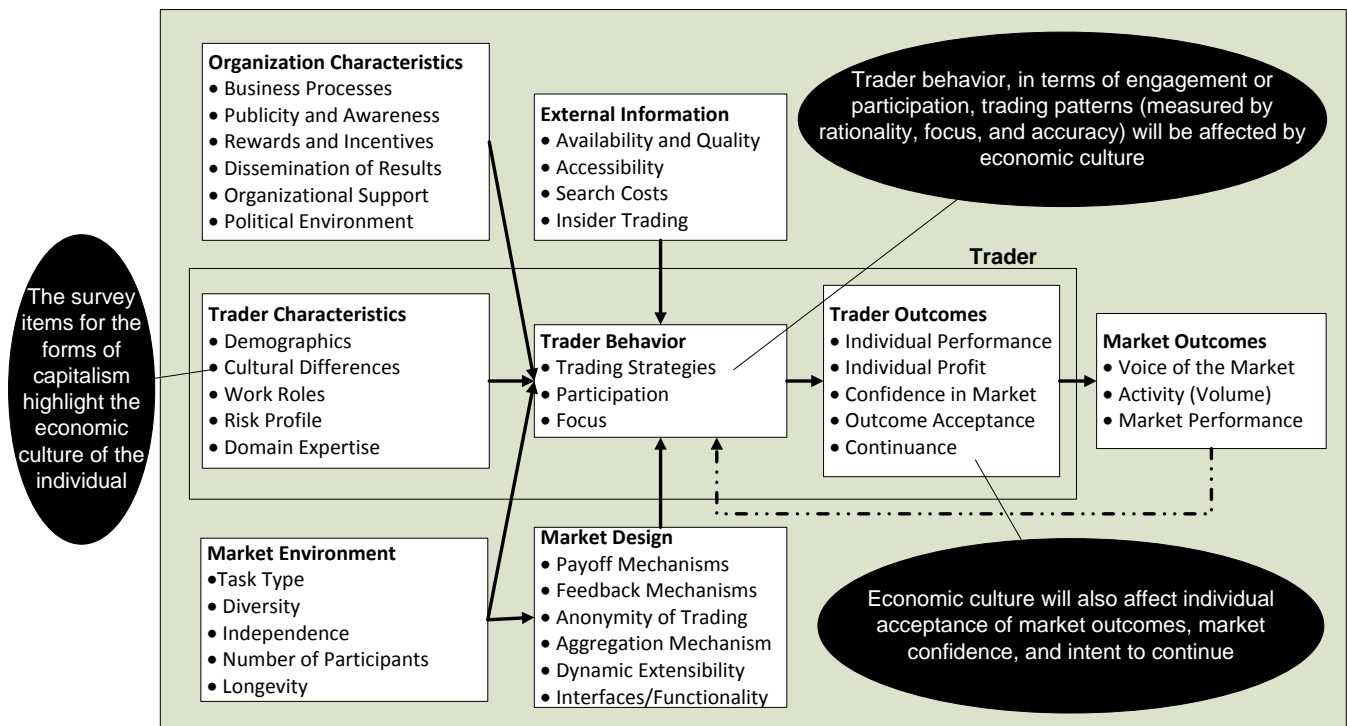 Organization Characteristics
• Business Processes
• Publicity and Awareness
• Rewards and Incentives
• Dissemination of Results
• Organizational Support
• Political Environment
External Information
• Availability and Quality
• Accessibility
• Search Costs
• Insider Trading
Trader behavior, in terms of engagement or
participation, trading patterns (measured by
rationality, focus, and accuracy) will be affected by
economic culture
Trader
The survey
items for the
forms of
capitalism
highlight the
economic
culture of the
individual
Trader Characteristics
• Demographics
• Cultural Differences
• Work Roles
• Risk Profile
• Domain Expertise
Trader Behavior
• Trading Strategies
• Participation
• Focus
Trader Outcomes
• Individual Performance
• Individual Profit
• Confidence in Market
• Outcome Acceptance
• Continuance
Market Outcomes
• Voice of the Market
• Activity (Volume)
• Market Performance
Market Environment
•Task Type
• Diversity
• Independence
• Number of Participants
• Longevity
Market Design
• Payoff Mechanisms
• Feedback Mechanisms
• Anonymity of Trading
• Aggregation Mechanism
• Dynamic Extensibility
• Interfaces/Functionality
Economic culture will also affect individual
acceptance of market outcomes, market
confidence, and intent to continue